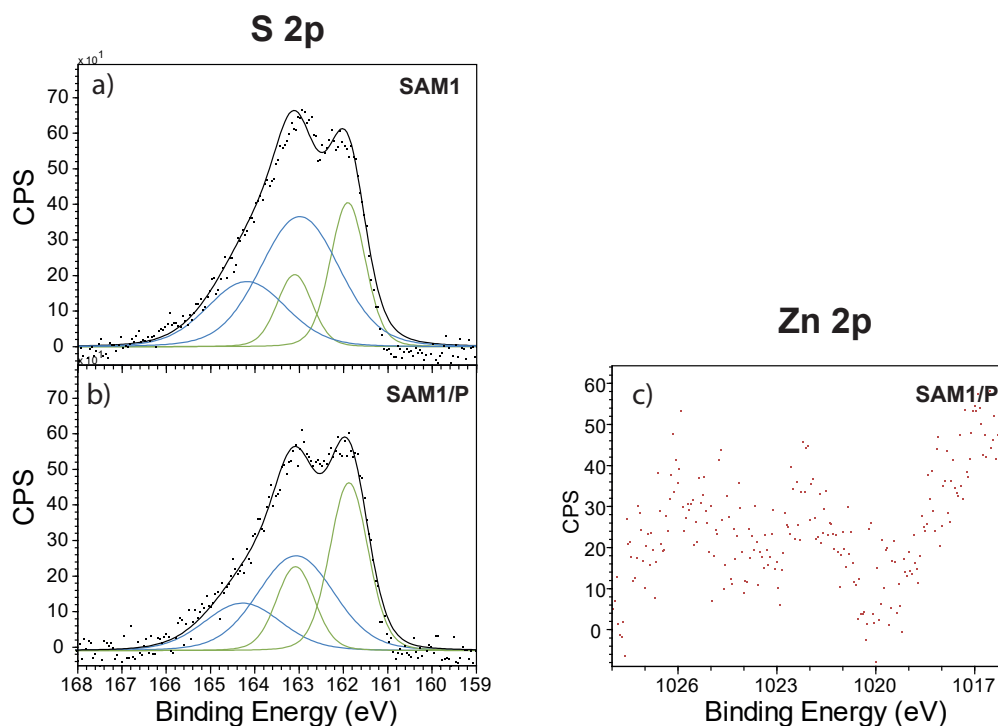 S 2p
x 10¹
a)
SAM1
CPS
70
60
50
40
30
20
10
0
x 10¹
b)
SAM1/P
CPS
70
60
50
40
30
20
10
0
168 167 166 165 164 163 162 161 160 159
Binding Energy (eV)
Zn 2p
c)
SAM1/P
CPS
60
50
40
30
20
10
0
1026 1023 1020 1017
Binding Energy (eV)